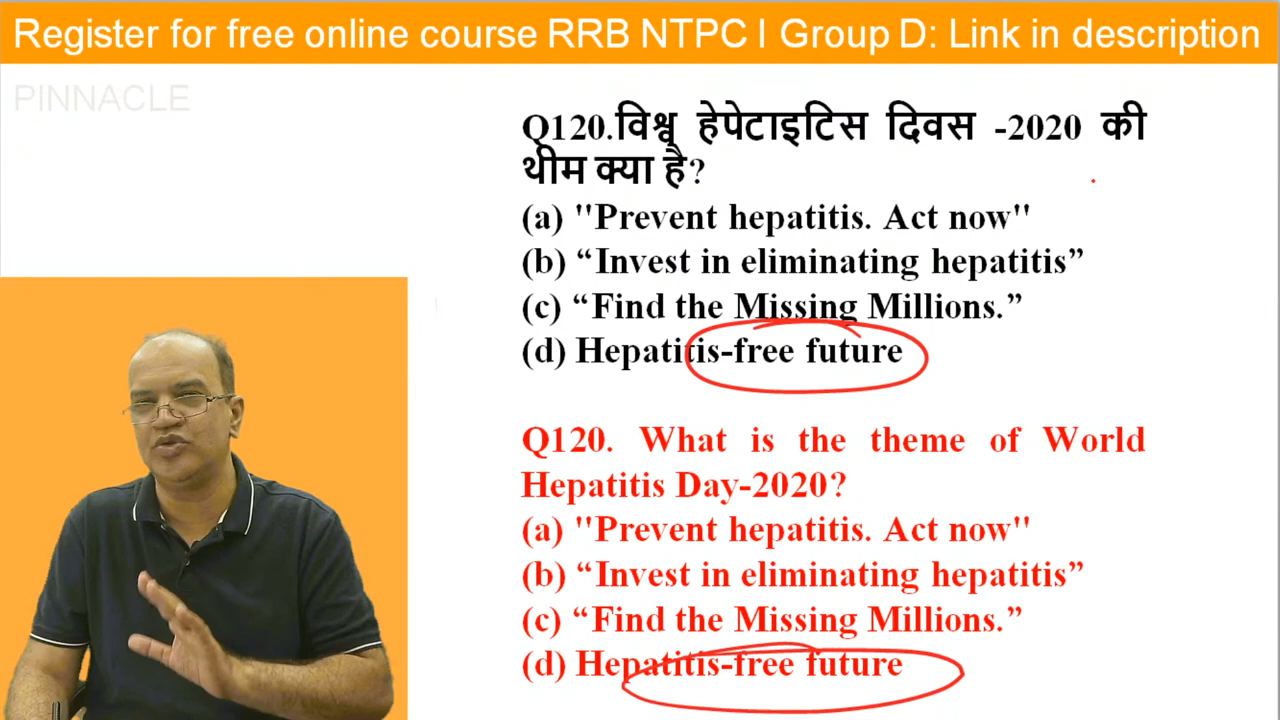 Register for free online course RRB NTPC I Group D: Link in description
PINNACLE
Q120.विश्व हेपेटाइटिस दिवस -2020 की
थीम क्या है?
(a) "Prevent hepatitis. Act now"
(b) “Invest in eliminating hepatitis”
(c) “Find the Missing Millions.”
(d) Hepatitis-free future
Q120. What is the theme of World
Hepatitis Day-2020?
(a) "Prevent hepatitis. Act now"
(b) “Invest in eliminating hepatitis”
(c) “Find the Missing Millions.”
(d) Hepatitis-free future